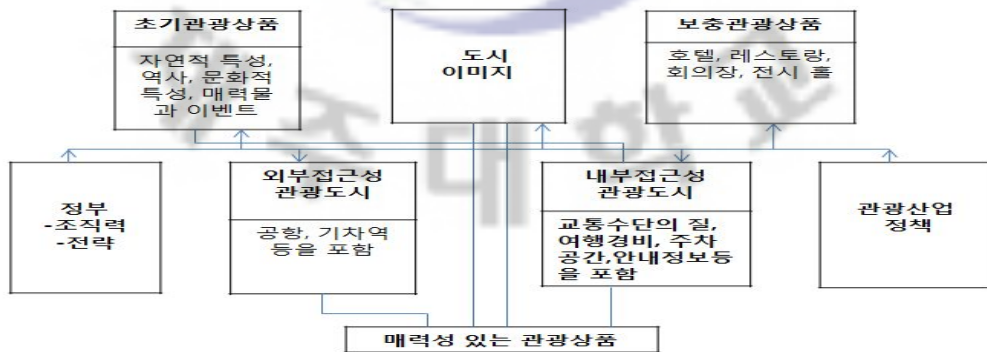 초기관광상품
자연적 특성,
역사, 문화적
특성, 매력물
과 이벤트
도시
이미지
보충관광상품
호텔, 레스토랑,
회의장, 전시 홀
정부
-조직력
-전략
외부접근성
관광도시
공항, 기차역
등을 포함
내부접근성
관광도시
교통수단의 질,
여행경비, 주차
공간,안내정보등
을 포함
관광산업
정책
매력성 있는 관광상품
대학교